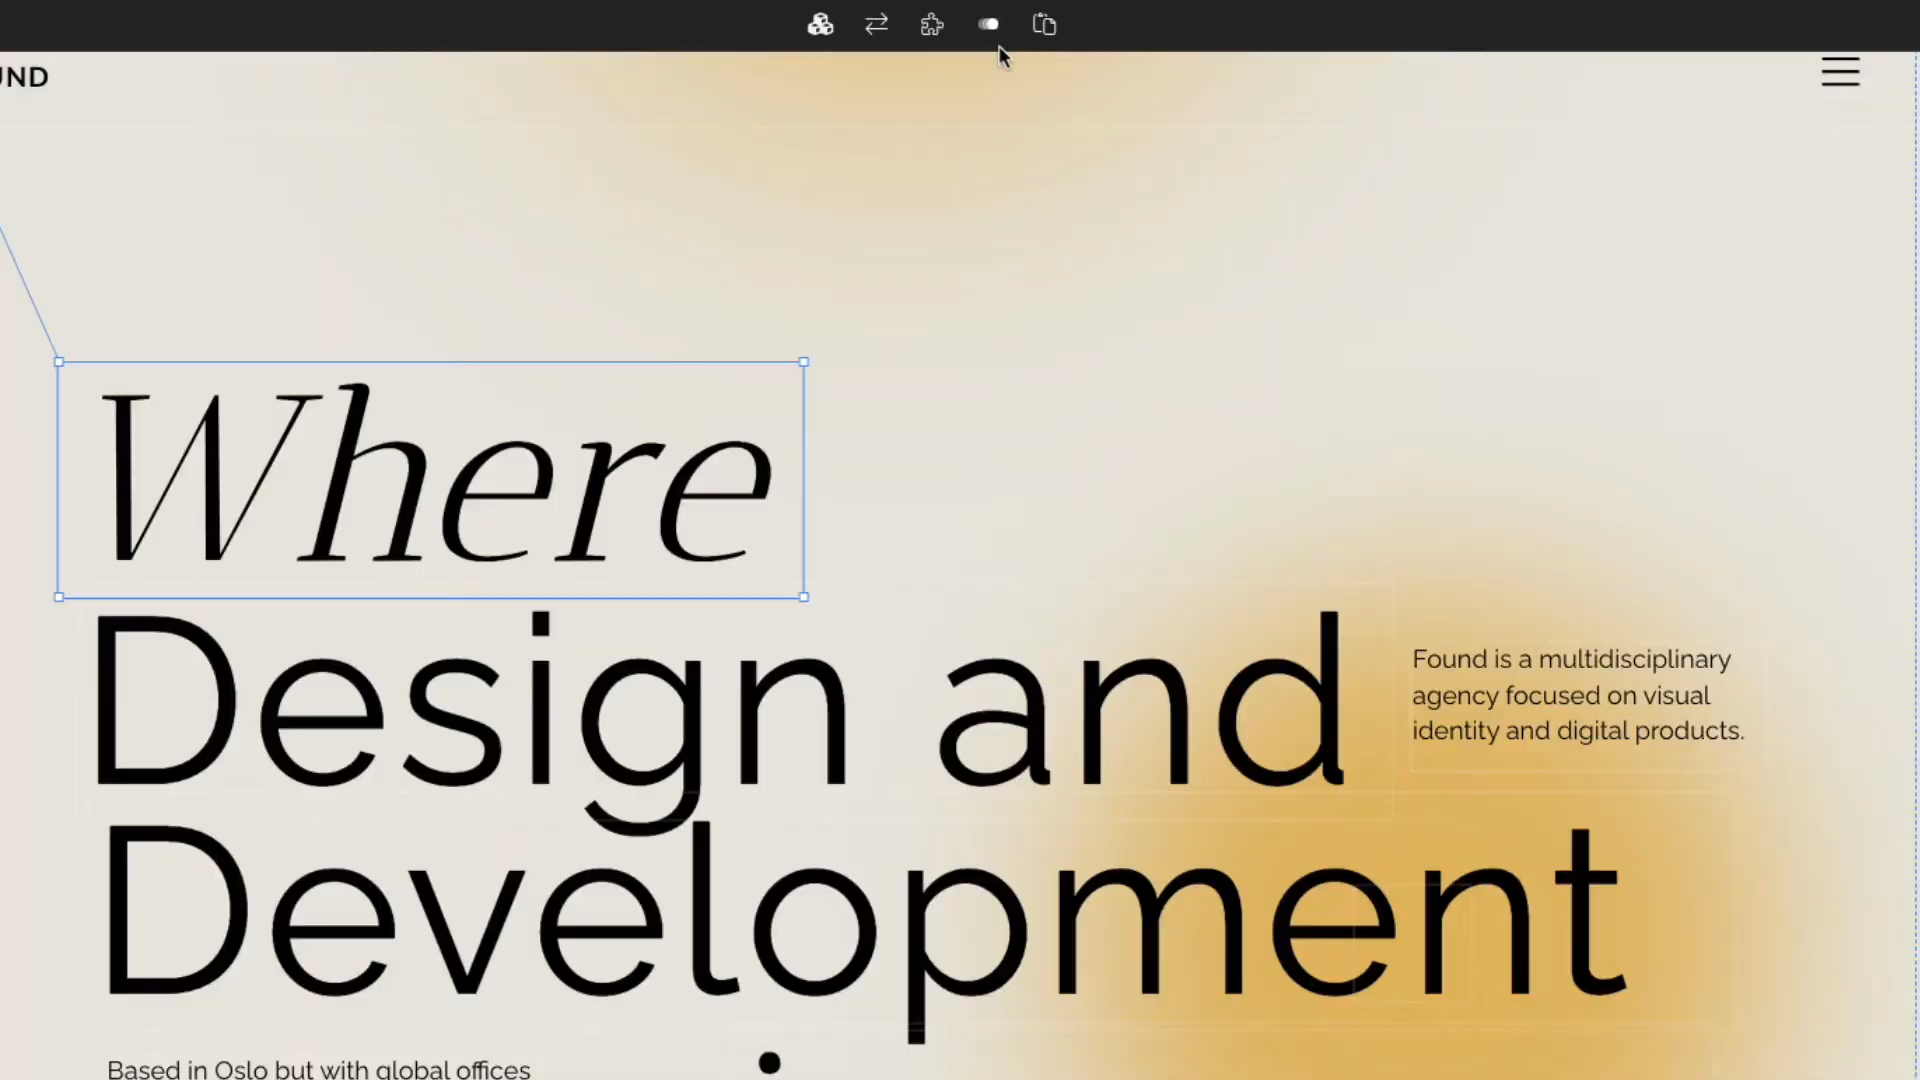 UND
Where
Design and
Found is a multidisciplinary
agency focused on visual
identity and digital products.
Development
Based in Oslo but with global offices